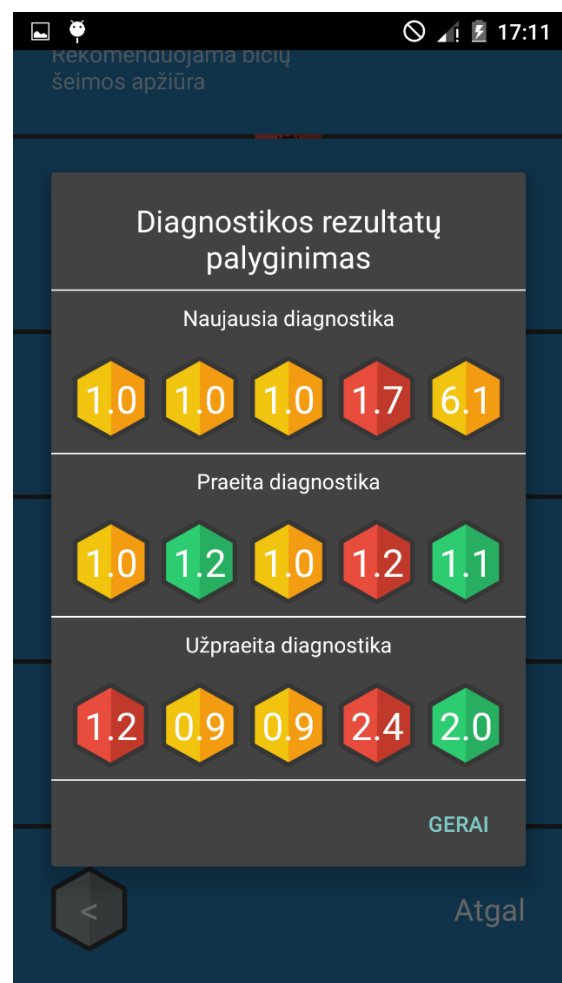 17:11
Rekomenduojama bičių
šeimos apžiūra
Diagnostikos rezultatų
palyginimas
Naujausia diagnostika
1.0 1.0 1.0 1.7 6.1
Praeita diagnostika
1.0 1.2 1.0 1.2 1.1
Užpraeita diagnostika
1.2 0.9 0.9 2.4 2.0
GERAI
< Atgal